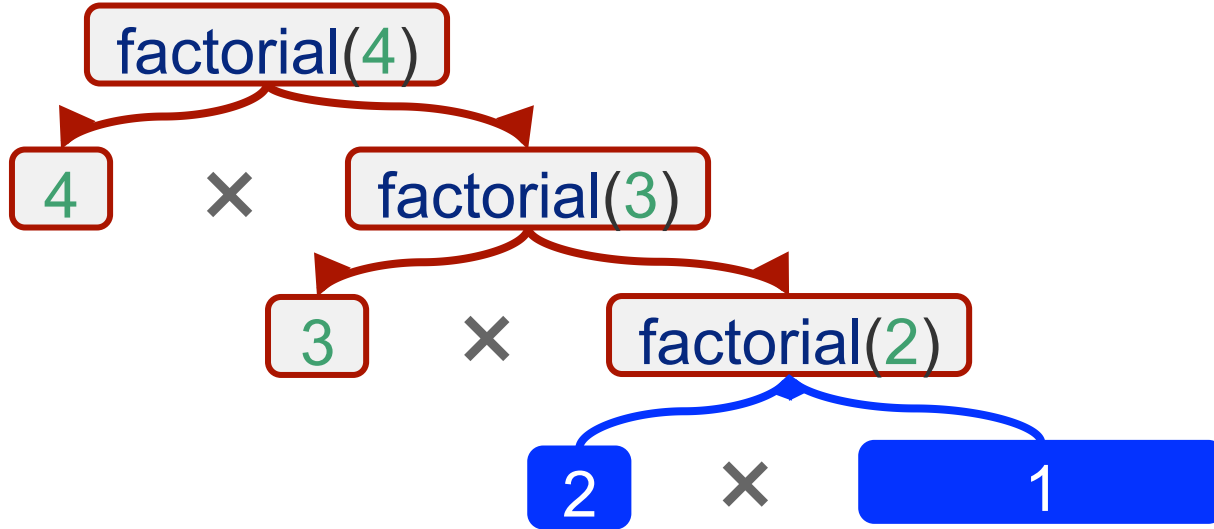 factorial(4)
4 × factorial(3)
3 × factorial(2)
2 × 1